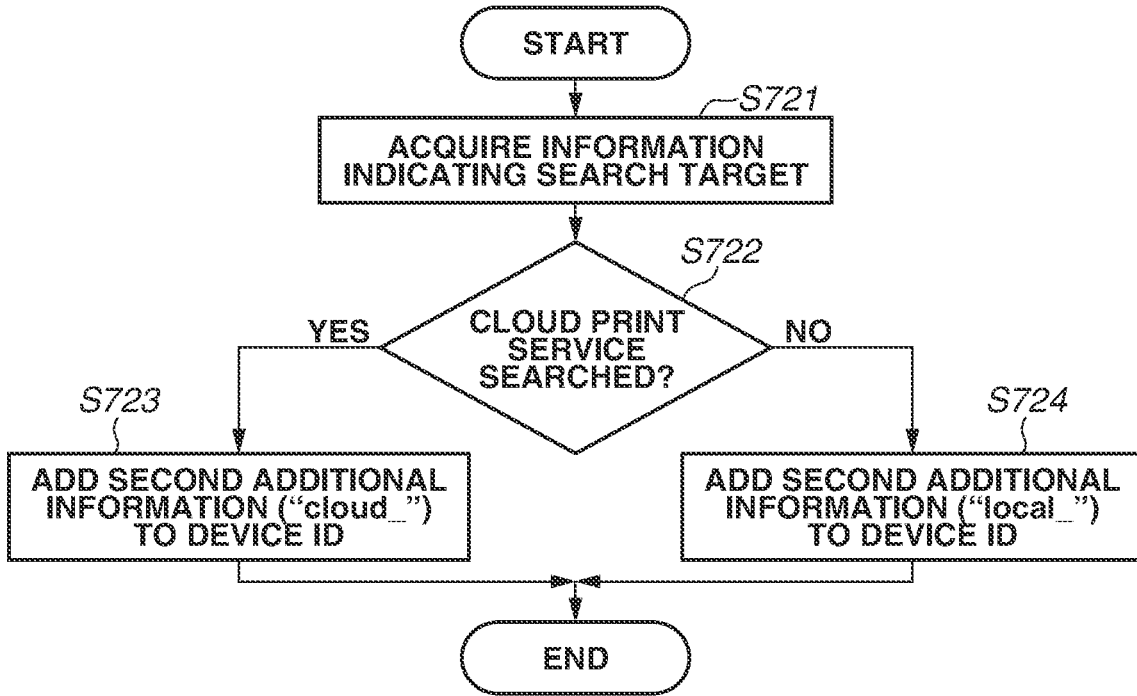 START
S721
ACQUIRE INFORMATION
INDICATING SEARCH TARGET
S722
CLOUD PRINT
SERVICE
SEARCHED?
YES
NO
S723
ADD SECOND ADDITIONAL
INFORMATION (“cloud_”)
TO DEVICE ID
S724
ADD SECOND ADDITIONAL
INFORMATION (“local_”)
TO DEVICE ID
END